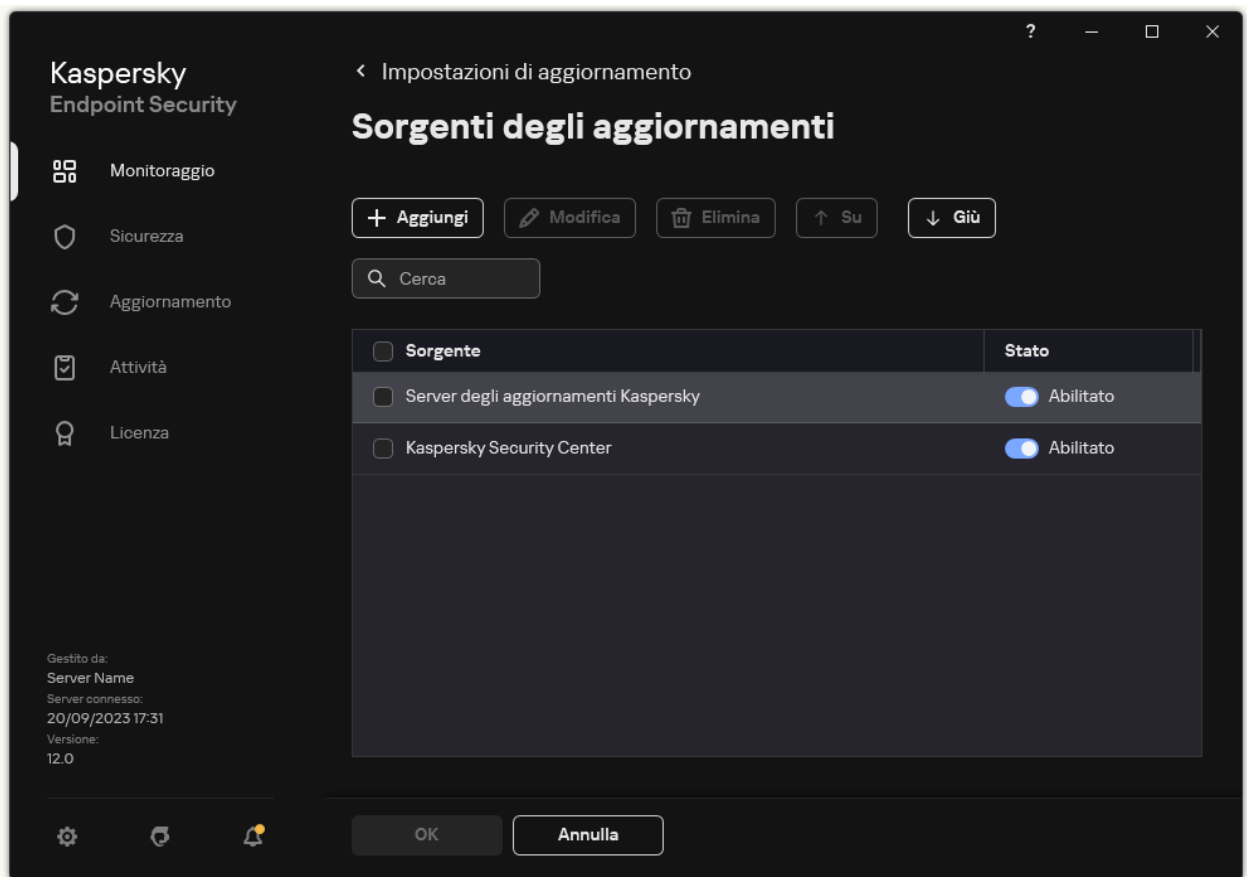 ?
Kaspersky
Endpoint Security
Monitoraggio
Sicurezza
Aggiornamento
Attività
Licenza
Gestito da:
Server Name
Server connesso:
20/09/2023 17:31
Versione:
12.0
Impostazioni di aggiornamento
Sorgenti degli aggiornamenti
Aggiungi Modifica Elimina Su Giù
Cerca
Sorgente Stato
Server degli aggiornamenti Kaspersky Abilitato
Kaspersky Security Center Abilitato
OK Annulla